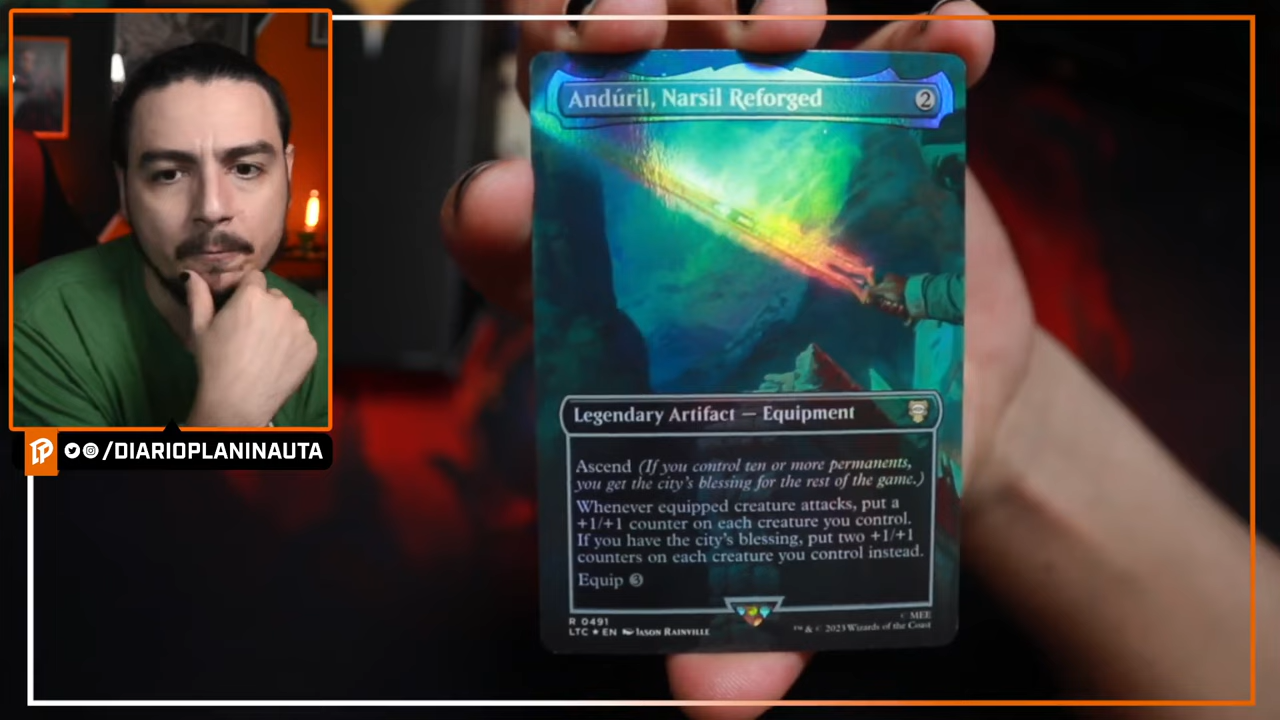 Andúril, Narsil Reforged 2
Legendary Artifact — Equipment
Ascend (If you control ten or more permanents,
you get the city's blessing for the rest of the game.)
Whenever equipped creature attacks, put a
+1/+1 counter on each creature you control.
If you have the city's blessing, put two +1/+1
counters on each creature you control instead.
Equip 3
R 0491
LTC ★ EN Jason Rainville
© MEE
™ & © 2023 Wizards of the Coast
/DIARIOPLANINAUTA